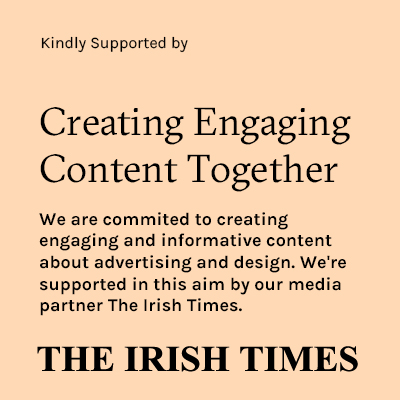 Kindly Supported by
Creating Engaging
Content Together
We are commited to creating
engaging and informative content
about advertising and design. We're
supported in this aim by our media
partner The Irish Times.
THE IRISH TIMES